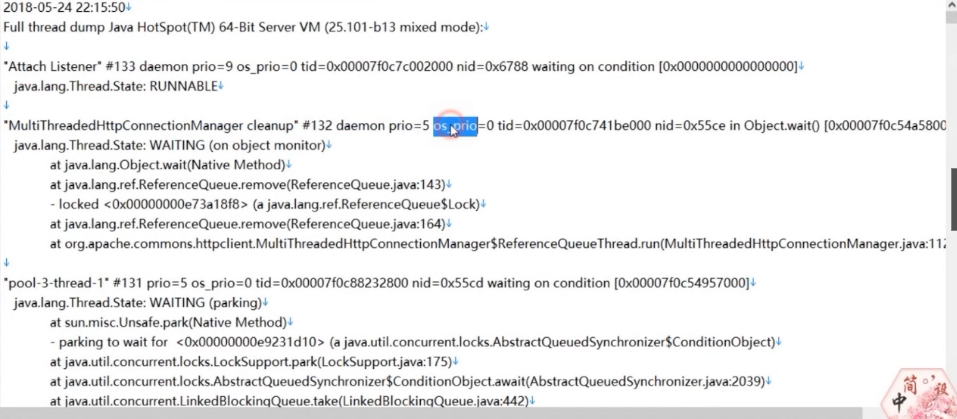 2018-05-24 22:15:50↓
Full thread dump Java HotSpot(TM) 64-Bit Server VM (25.101-b13 mixed mode):↓
↓
"Attach Listener" #133 daemon prio=9 os_prio=0 tid=0x00007f0c7c002000 nid=0x6788 waiting on condition [0x0000000000000000]↓
java.lang.Thread.State: RUNNABLE↓
↓
"MultiThreadedHttpConnectionManager cleanup" #132 daemon prio=5 os_prio=0 tid=0x00007f0c741be000 nid=0x55ce in Object.wait() [0x00007f0c54a5800
java.lang.Thread.State: WAITING (on object monitor)↓
at java.lang.Object.wait(Native Method)↓
at java.lang.ref.ReferenceQueue.remove(ReferenceQueue.java:143)↓
- locked <0x00000000e73a18f8> (a java.lang.ref.ReferenceQueue$Lock)↓
at java.lang.ref.ReferenceQueue.remove(ReferenceQueue.java:164)↓
at org.apache.commons.httpclient.MultiThreadedHttpConnectionManager$ReferenceQueueThread.run(MultiThreadedHttpConnectionManager.java:112
↓
"pool-3-thread-1" #131 prio=5 os_prio=0 tid=0x00007f0c88232800 nid=0x55cd waiting on condition [0x00007f0c54957000]↓
java.lang.Thread.State: WAITING (parking)↓
at sun.misc.Unsafe.park(Native Method)↓
- parking to wait for <0x00000000e9231d10> (a java.util.concurrent.locks.AbstractQueuedSynchronizer$ConditionObject)↓
at java.util.concurrent.locks.LockSupport.park(LockSupport.java:175)↓
at java.util.concurrent.locks.AbstractQueuedSynchronizer$ConditionObject.await(AbstractQueuedSynchronizer.java:2039)↓
at java.util.concurrent.LinkedBlockingQueue.take(LinkedBlockingQueue.java:442)↓
简
中